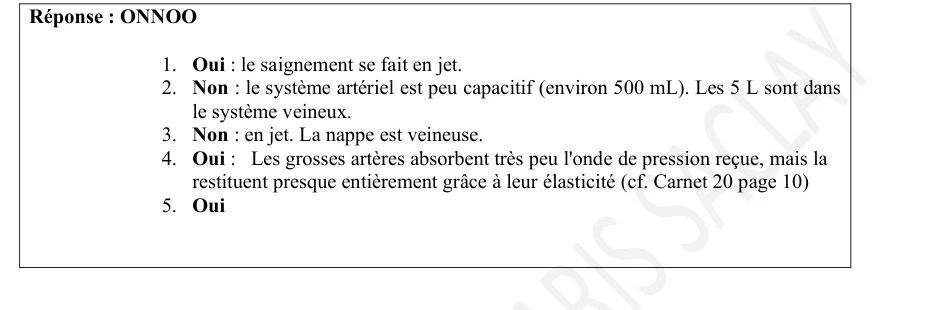 Réponse : ONNOO
1. Oui : le saignement se fait en jet.
2. Non : le système artériel est peu capacitif (environ 500 mL). Les 5 L sont dans
le système veineux.
3. Non : en jet. La nappe est veineuse.
4. Oui : Les grosses artères absorbent très peu l'onde de pression reçue, mais la
restituent presque entièrement grâce à leur élasticité (cf. Carnet 20 page 10)
5. Oui
ARIS SACLAY